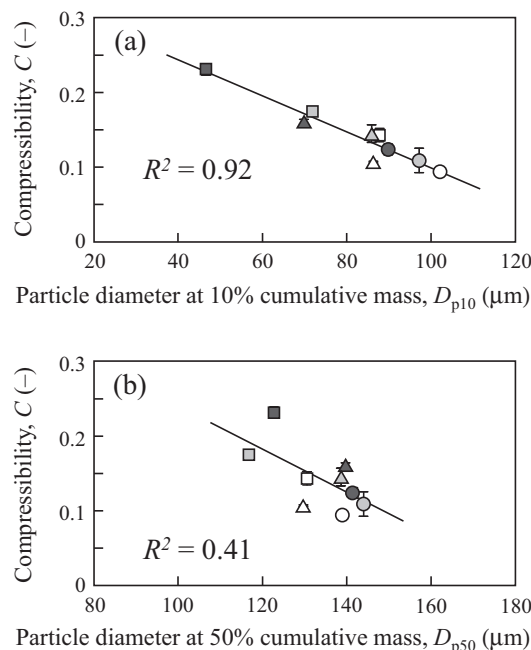 0.3
(a)
0.2
0.1
R² = 0.92
0
20 40 60 80 100 120
Compressibility, C (–)
Particle diameter at 10% cumulative mass, Dp10 (μm)
0.3
(b)
0.2
0.1
R² = 0.41
0
80 100 120 140 160 180
Compressibility, C (–)
Particle diameter at 50% cumulative mass, Dp50 (μm)